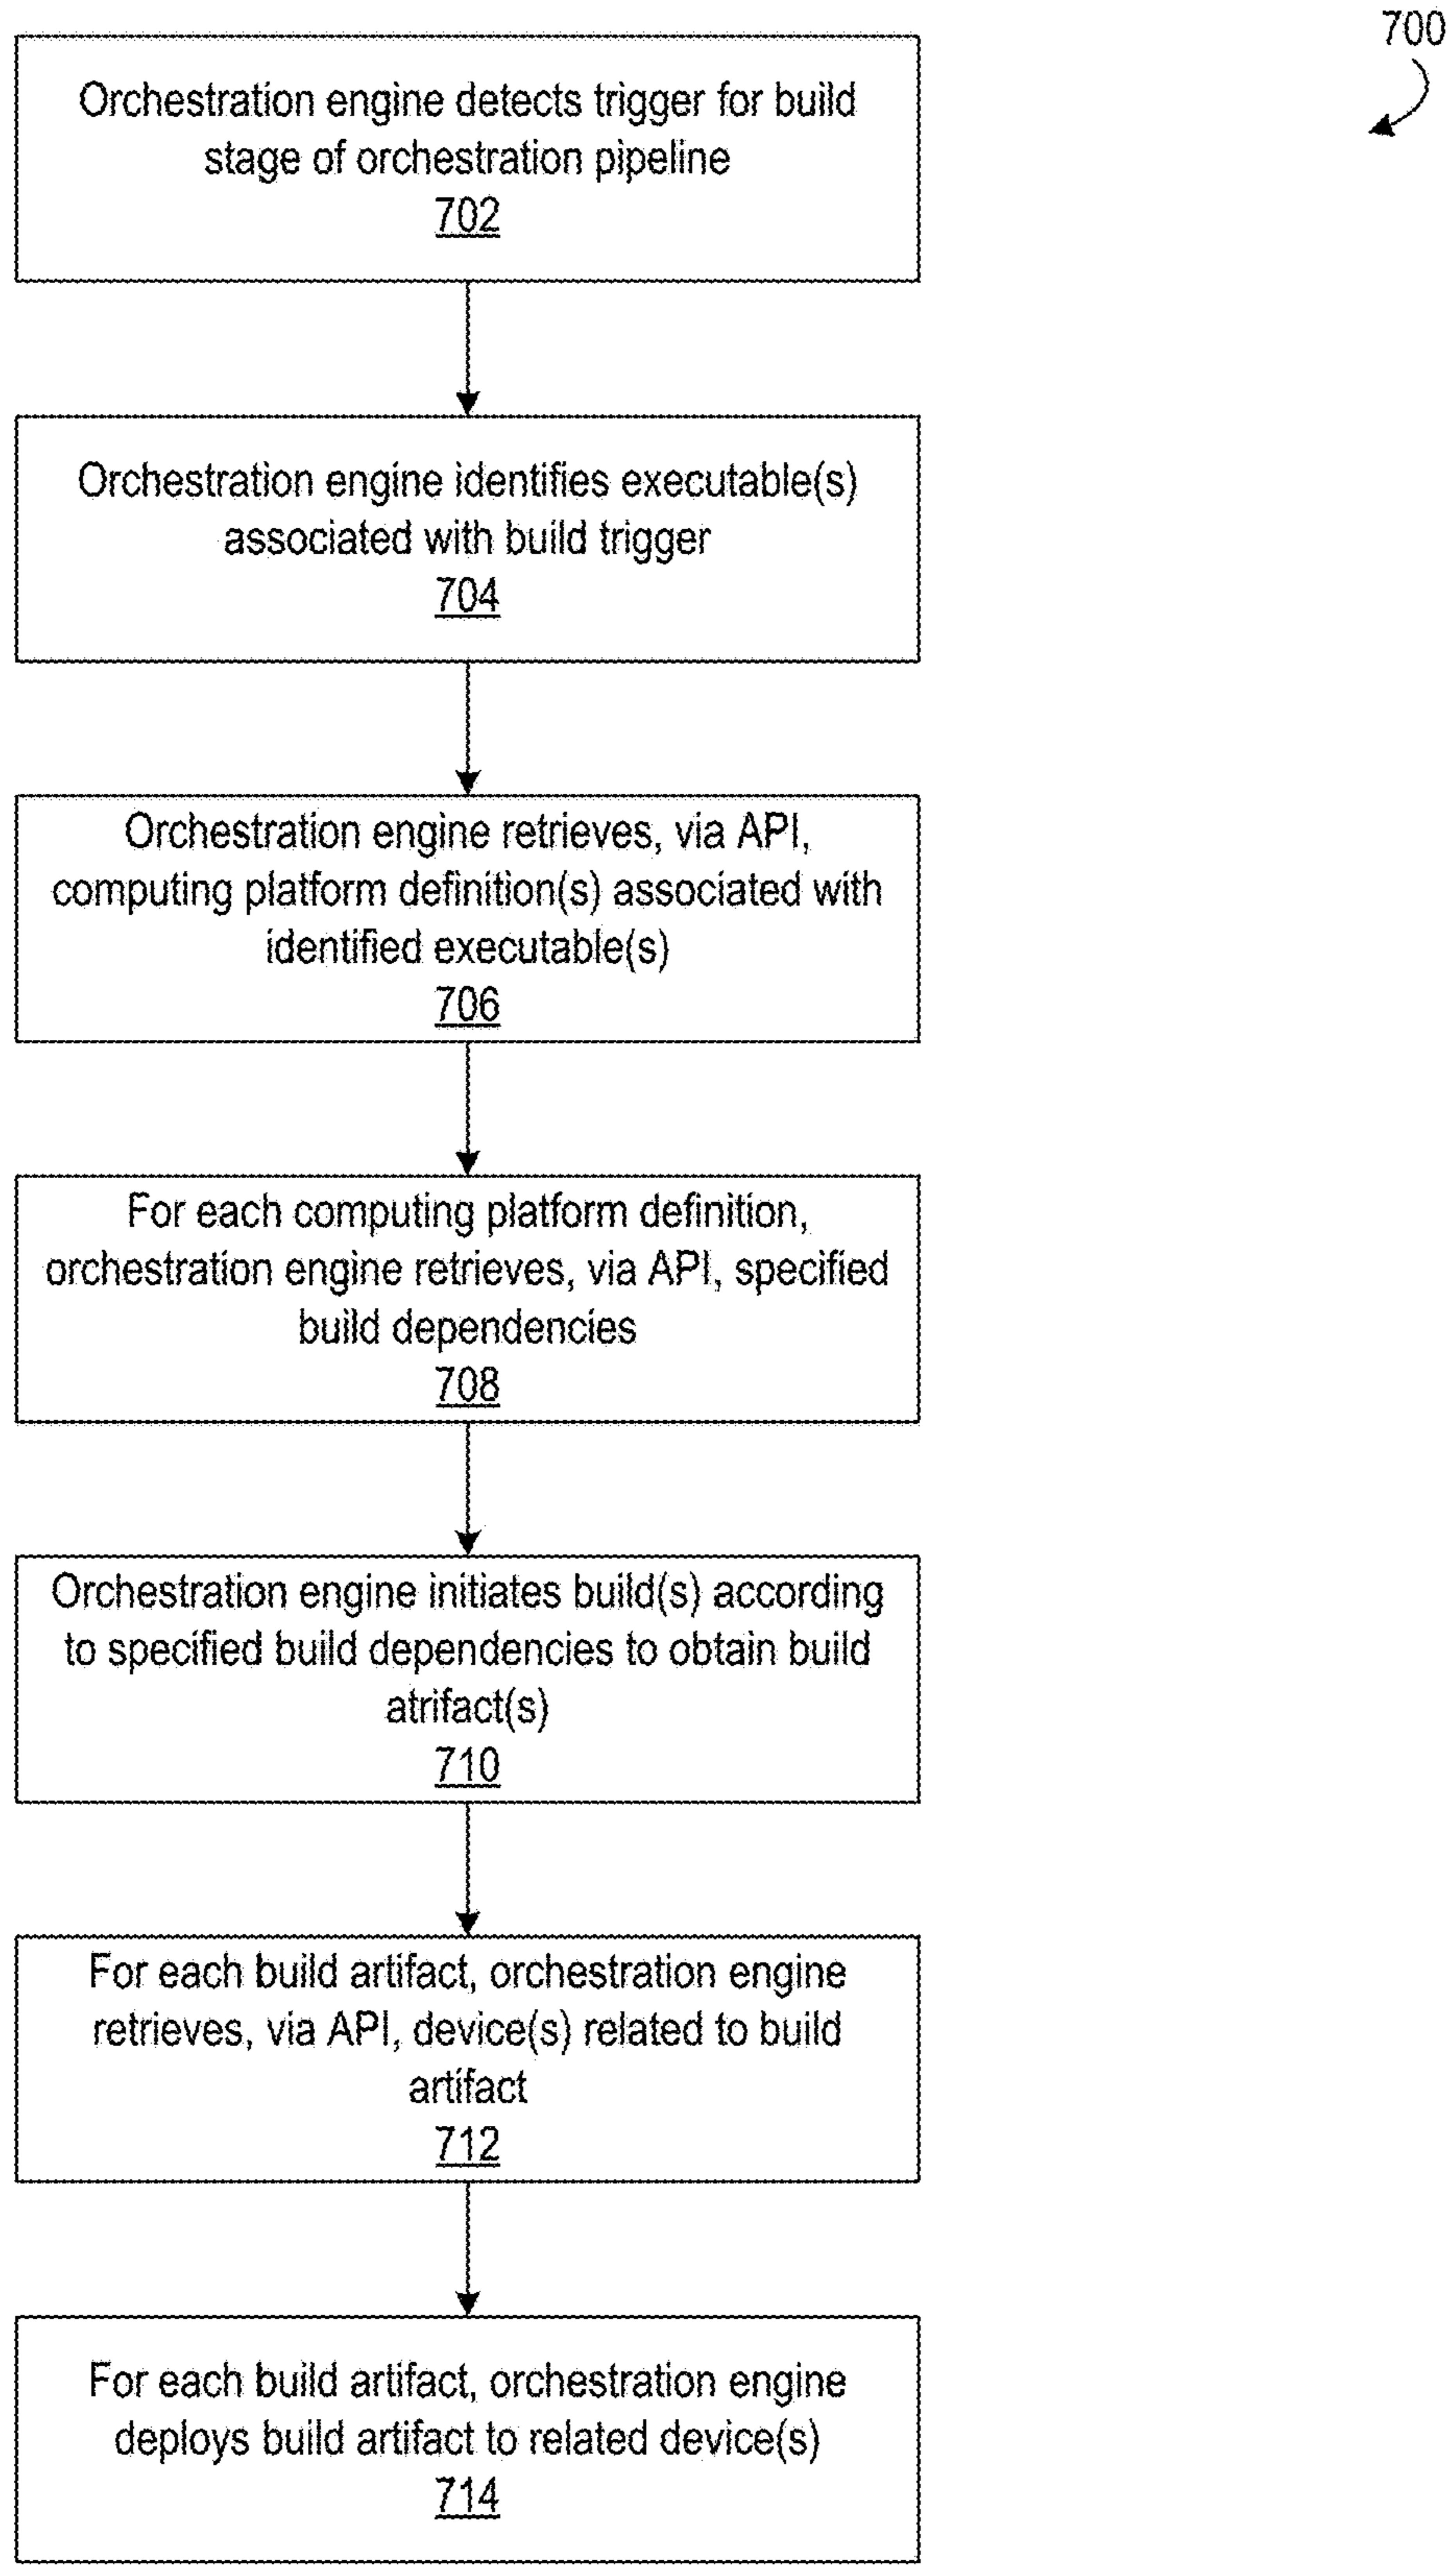 700
Orchestration engine detects trigger for build
stage of orchestration pipeline
702
Orchestration engine identifies executable(s)
associated with build trigger
704
Orchestration engine retrieves, via API,
computing platform definition(s) associated with
identified executable(s)
706
For each computing platform definition,
orchestration engine retrieves, via API, specified
build dependencies
708
Orchestration engine initiates build(s) according
to specified build dependencies to obtain build
atrifact(s)
710
For each build artifact, orchestration engine
retrieves, via API, device(s) related to build
artifact
712
For each build artifact, orchestration engine
deploys build artifact to related device(s)
714